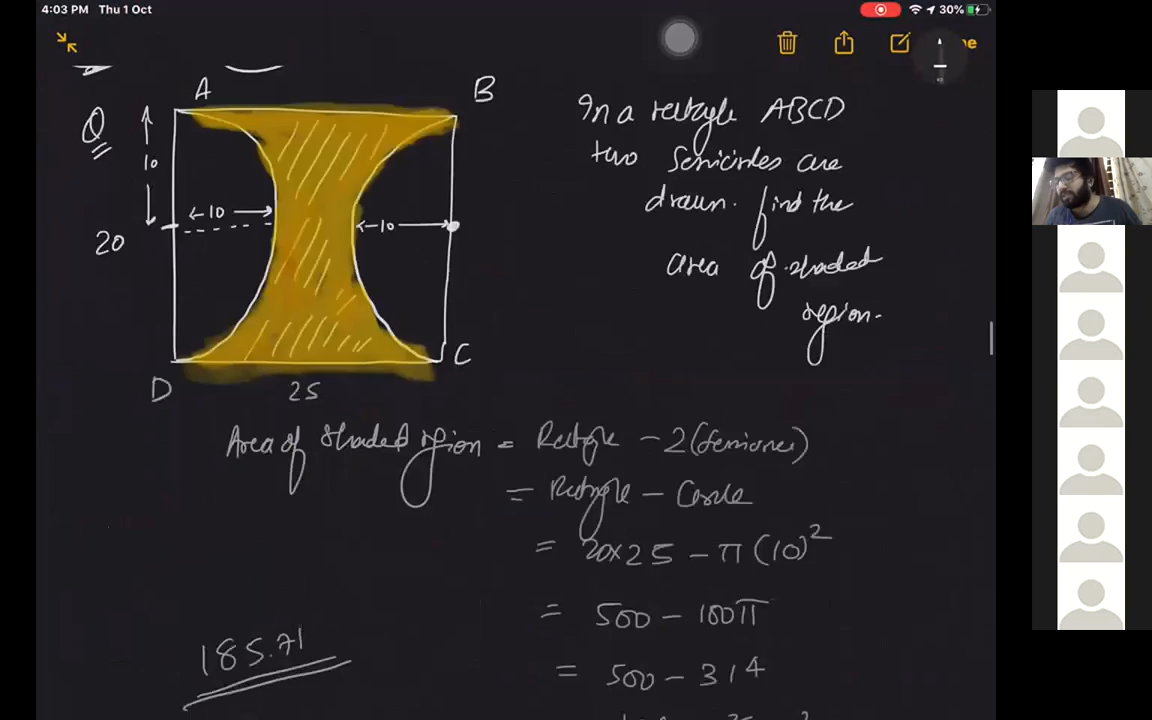 4:03 PM Thu 1 Oct
30%
A
B
Q
10
←10→
←10→
20
D
C
25
In a rectangle ABCD
two Semicircles are
drawn. find the
area of shaded
region.
Area of shaded region = Rectangle - 2(Semicircle)
= Rectangle - Circle
= 20×25 - π(10)²
= 500 - 100π
= 500 - 314
185.71